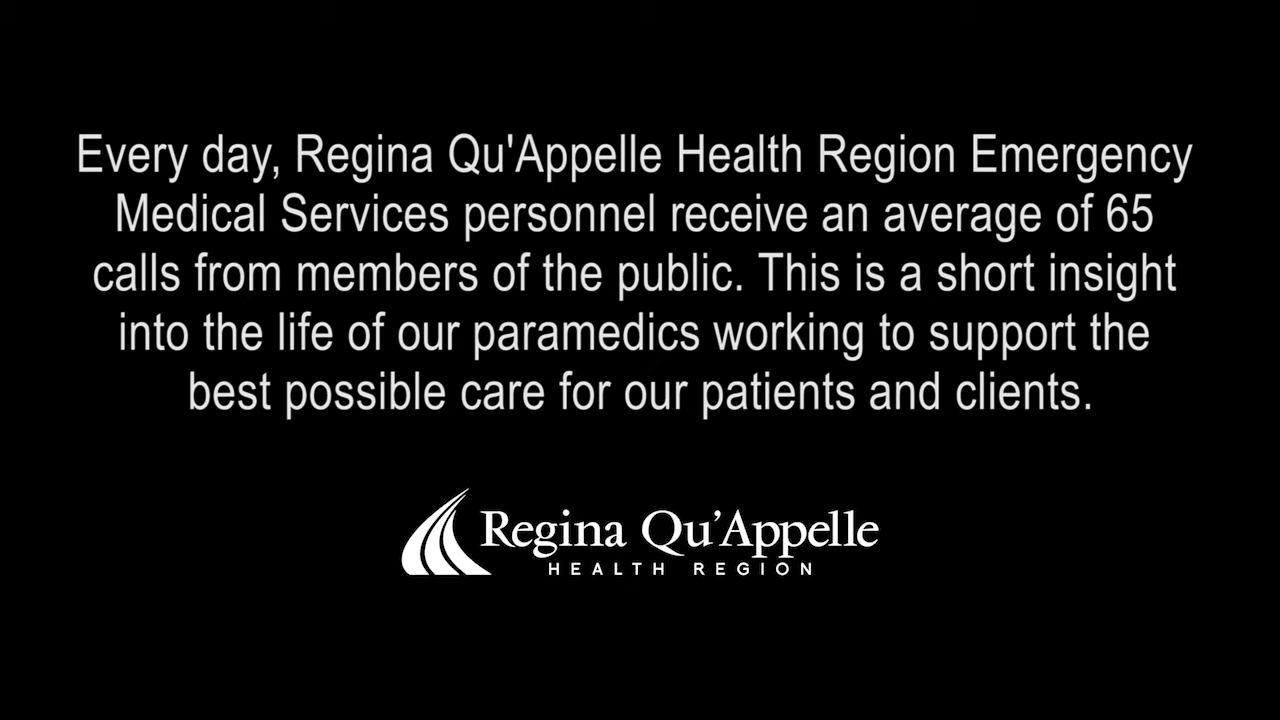 Every day, Regina Qu'Appelle Health Region Emergency
Medical Services personnel receive an average of 65
calls from members of the public. This is a short insight
into the life of our paramedics working to support the
best possible care for our patients and clients.
Regina Qu’Appelle
HEALTH REGION